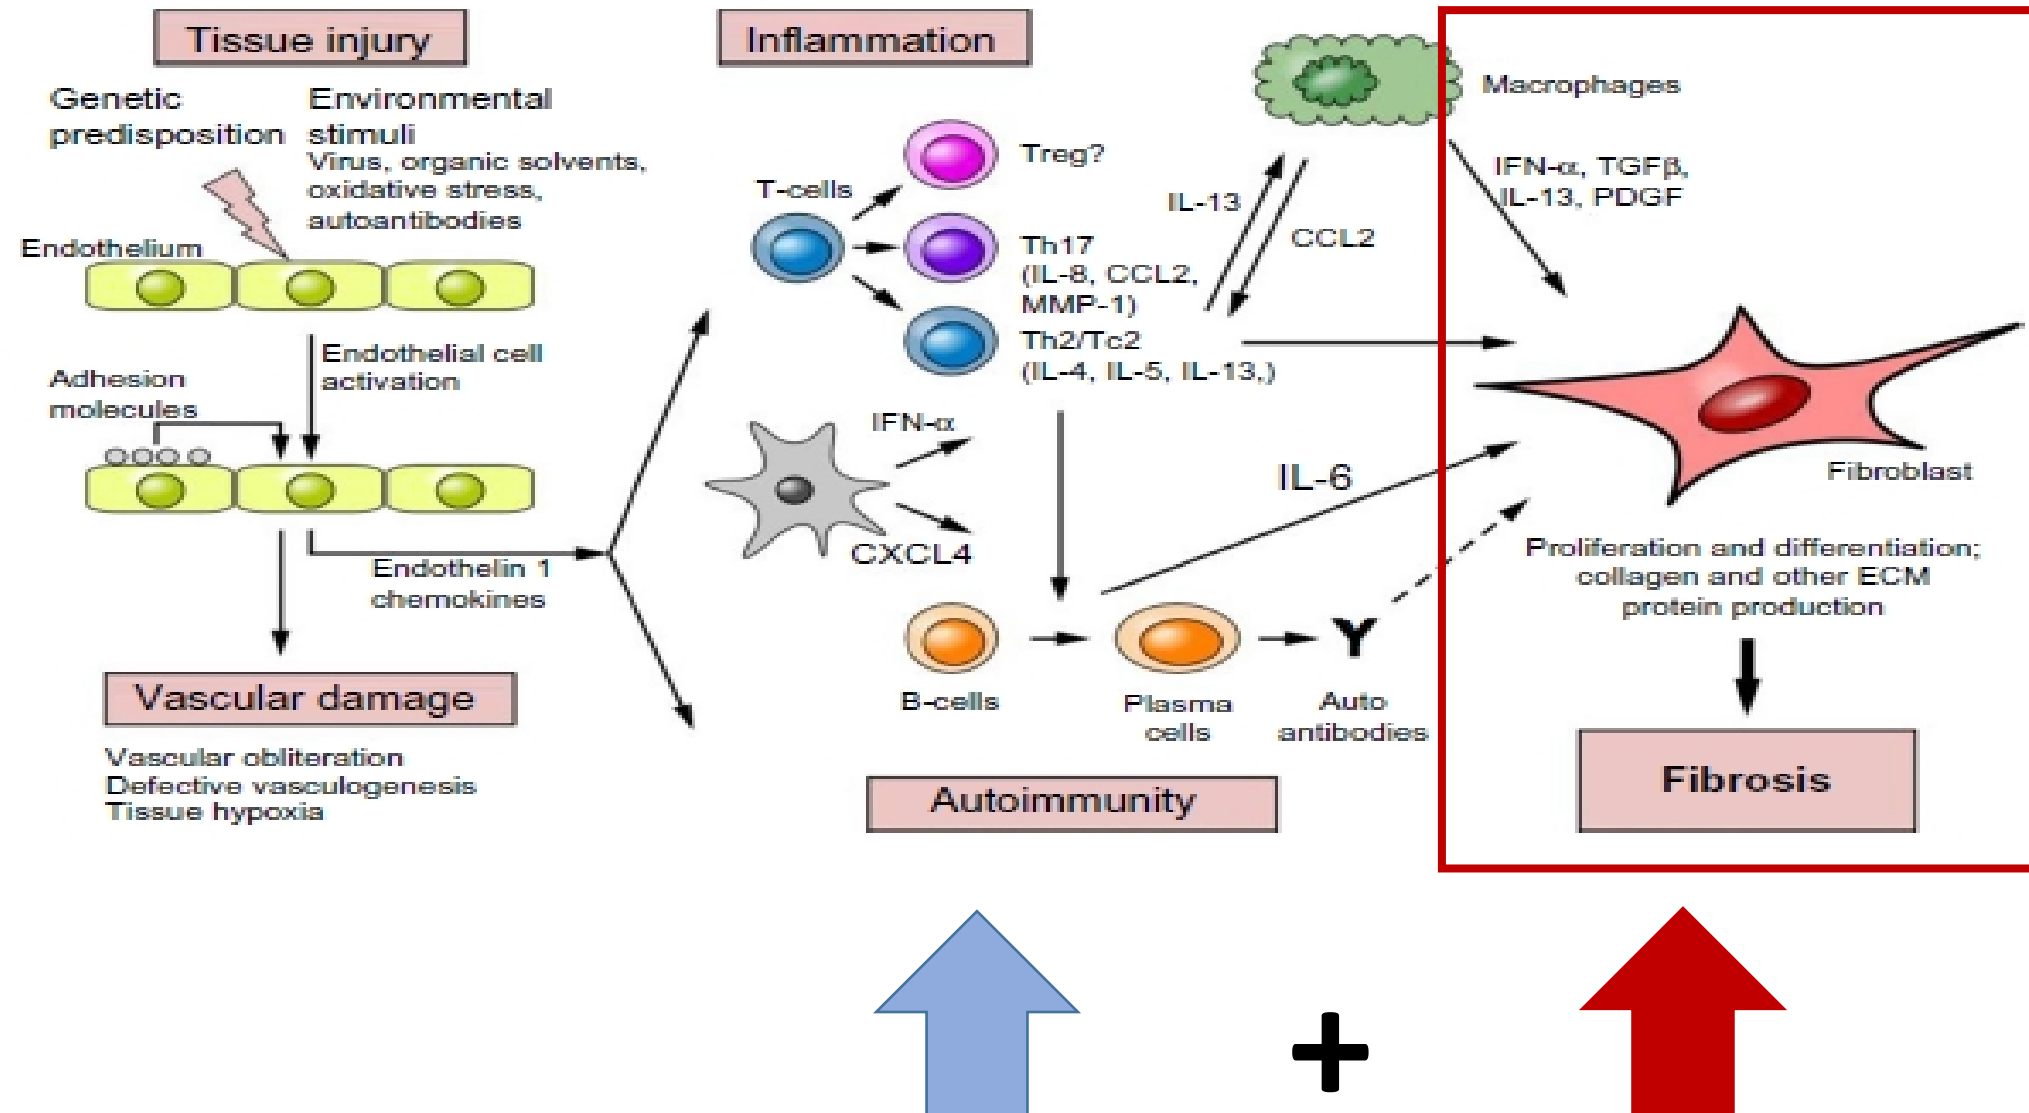 Tissue injury
Genetic
predisposition
Environmental
stimuli
Virus, organic solvents,
oxidative stress,
autoantibodies
Endothelium
Endothelial cell
activation
Adhesion
molecules
Endothelin 1
chemokines
Vascular damage
Vascular obliteration
Defective vasculogenesis
Tissue hypoxia
Inflammation
T-cells
Treg?
Th17
(IL-8, CCL2,
MMP-1)
Th2/Tc2
(IL-4, IL-5, IL-13,)
IL-13
CCL2
IFN-α
CXCL4
IL-6
B-cells
Plasma
cells
Y
Auto
antibodies
Autoimmunity
Macrophages
IFN-α, TGFβ,
IL-13, PDGF
Fibroblast
Proliferation and differentiation;
collagen and other ECM
protein production
Fibrosis
+